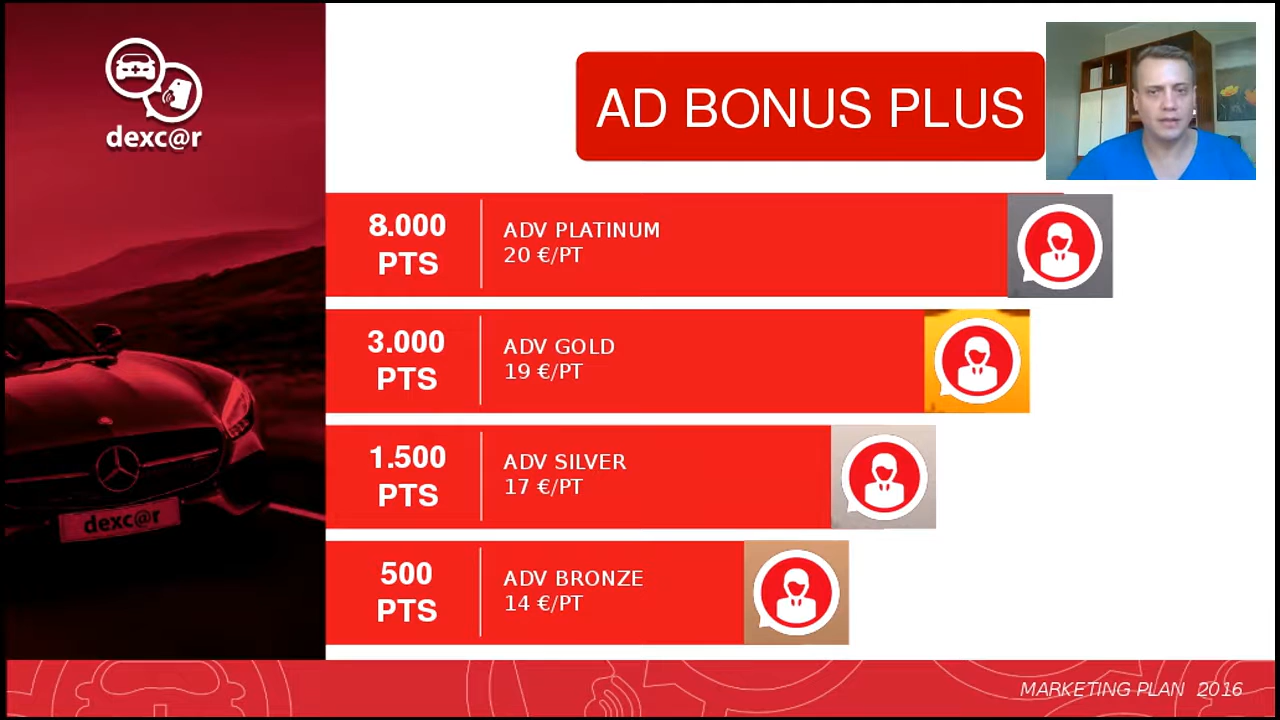 dexc@r
AD BONUS PLUS
8.000
PTS
ADV PLATINUM
20 €/PT
3.000
PTS
ADV GOLD
19 €/PT
1.500
PTS
ADV SILVER
17 €/PT
500
PTS
ADV BRONZE
14 €/PT
dexc@r
MARKETING PLAN 2016